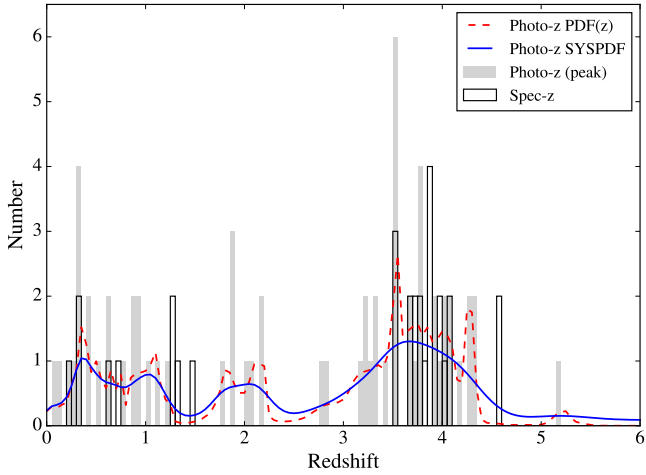 Photo-z PDF(z)
Photo-z SYSPDF
Photo-z (peak)
Spec-z
Number
6
5
4
3
2
1
0
0 1 2 3 4 5 6
Redshift